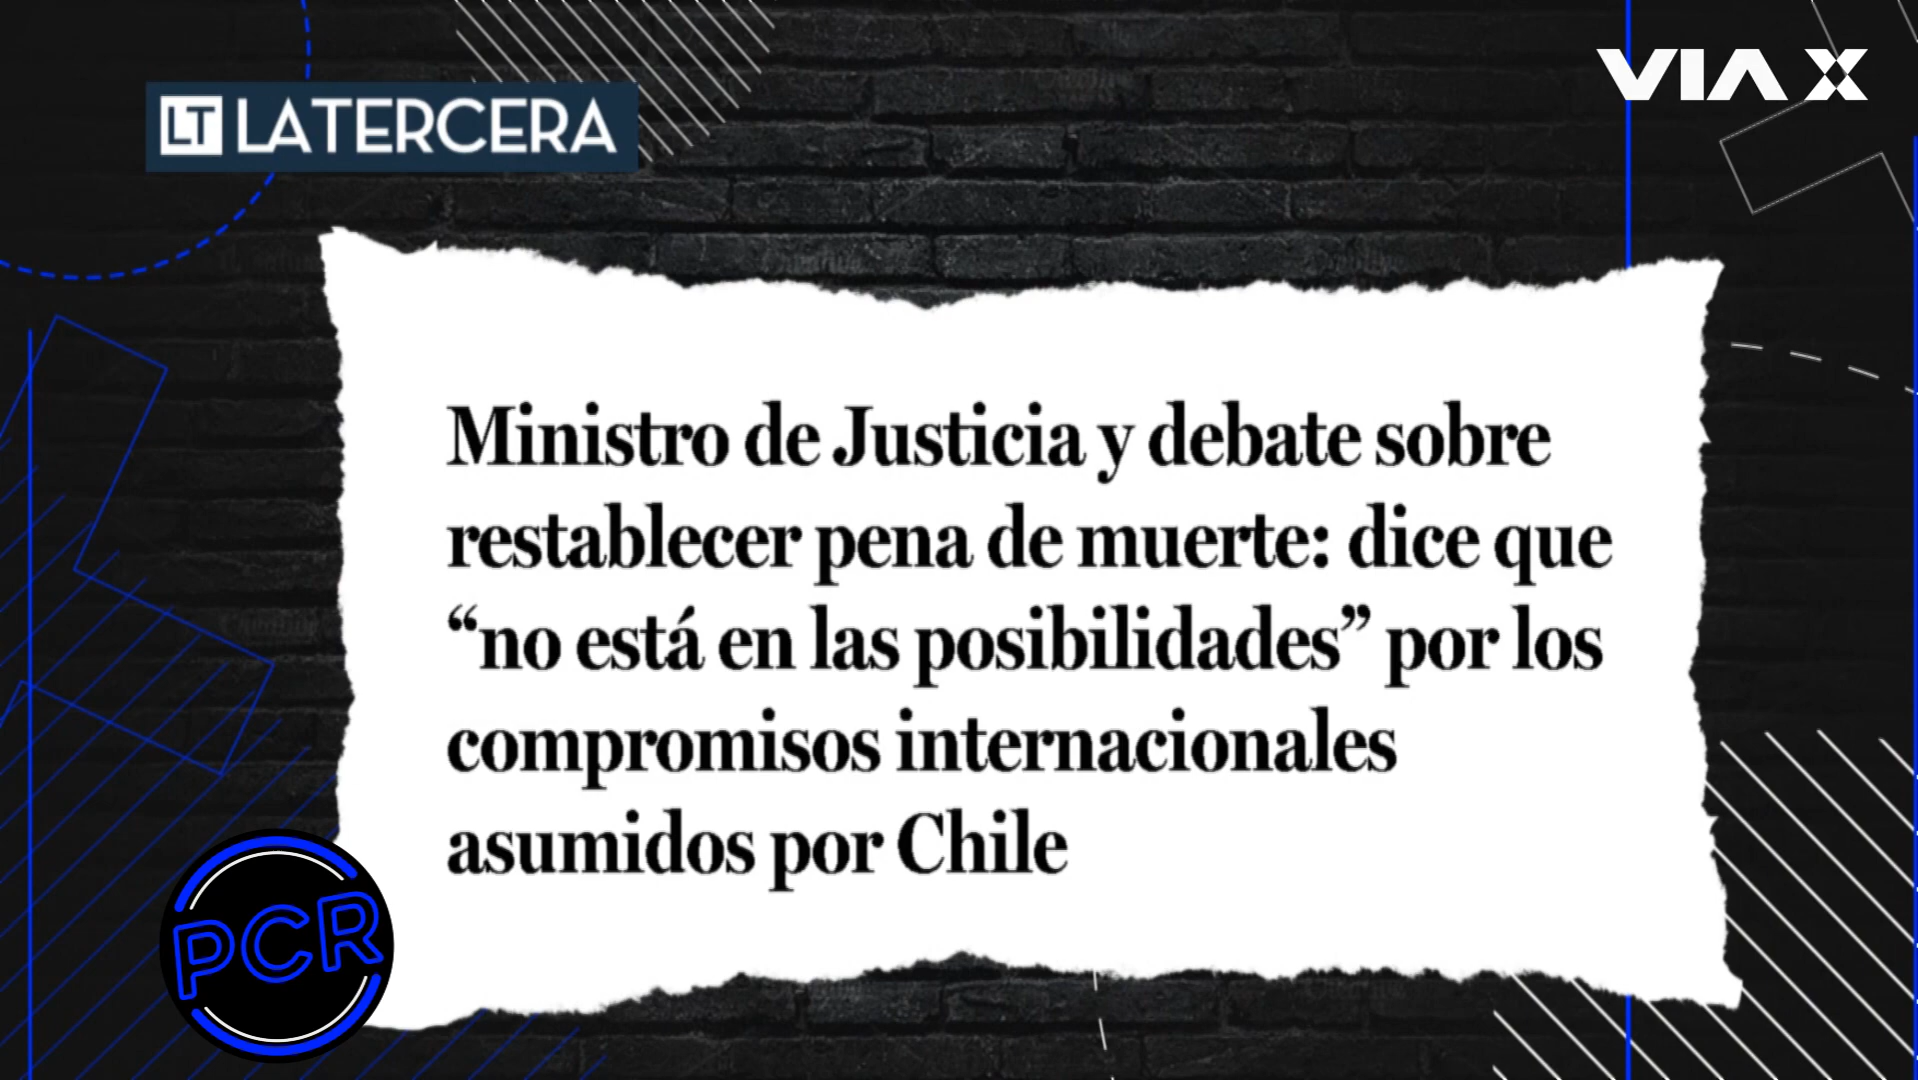 LT LATERCERA
VIA X
Ministro de Justicia y debate sobre
restablecer pena de muerte: dice que
“no está en las posibilidades” por los
compromisos internacionales
asumidos por Chile
PCR